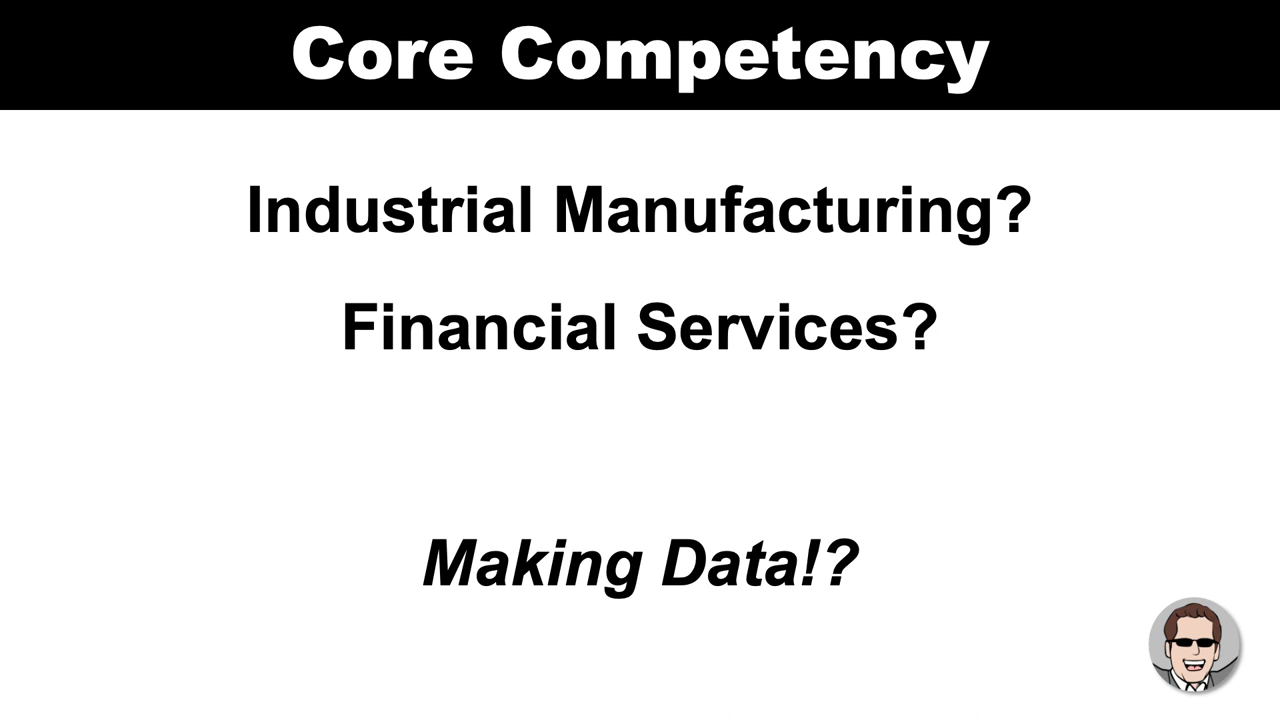 Core Competency
Industrial Manufacturing?
Financial Services?
Making Data!?